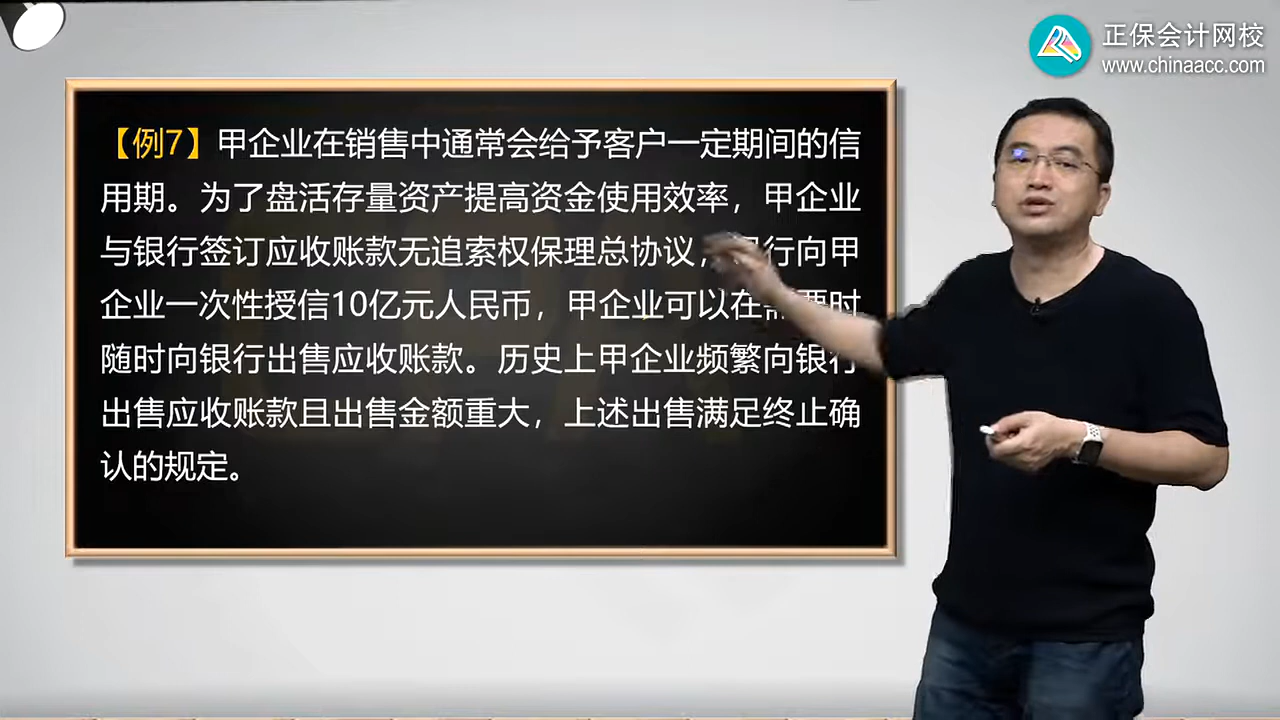 正保会计网校
www.chinaacc.com
【例7】甲企业在销售中通常会给予客户一定期间的信
用期。为了盘活存量资产提高资金使用效率，甲企业
与银行签订应收账款无追索权保理总协议，行向甲
企业一次性授信10亿元人民币，甲企业可以在时
随时向银行出售应收账款。历史上甲企业频繁向银行
出售应收账款且出售金额重大，上述出售满足终止确
认的规定。